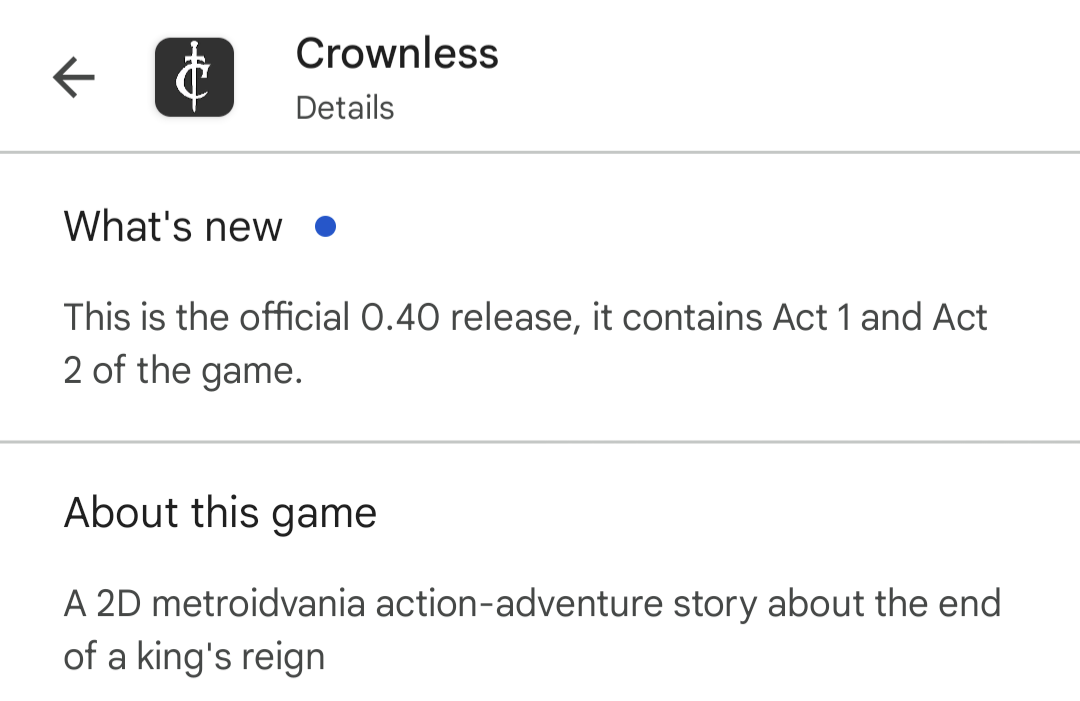 Crownless
Details
What's new
This is the official 0.40 release, it contains Act 1 and Act
2 of the game.
About this game
A 2D metroidvania action-adventure story about the end
of a king's reign